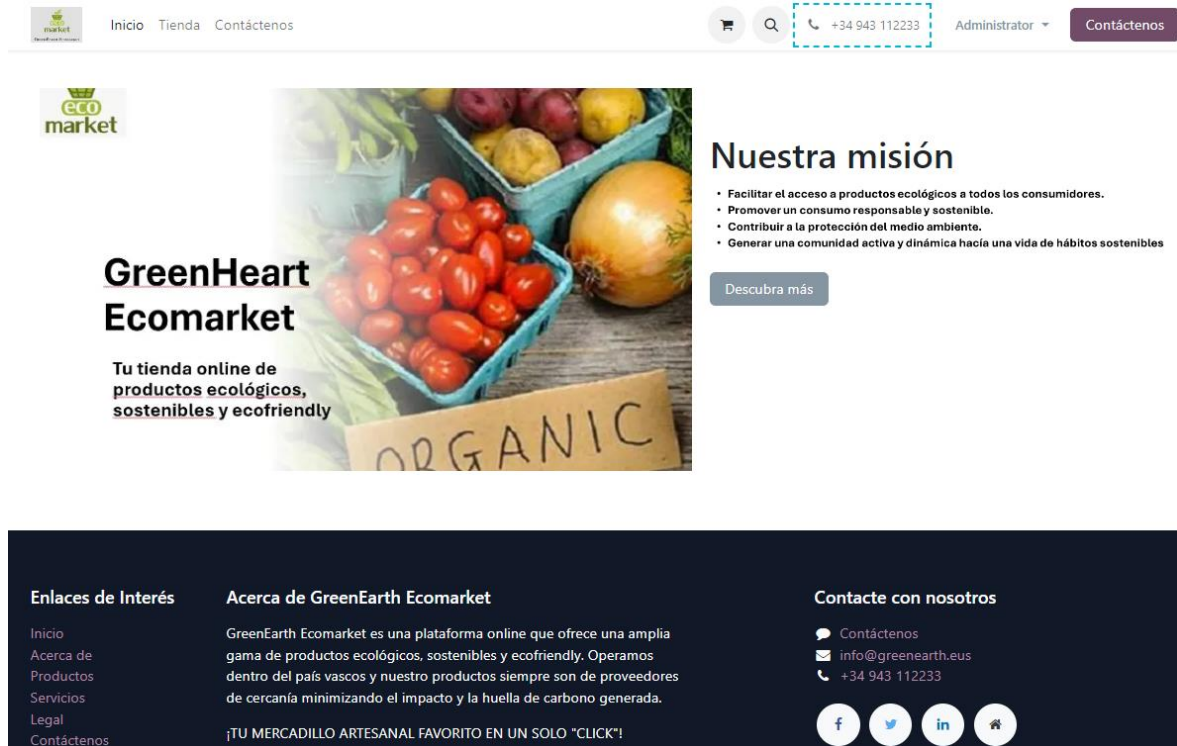 eco
market
Inicio Tienda Contáctenos
+34 943 112233
Administrator
Contáctenos
eco
market
GreenHeart
Ecomarket
Tu tienda online de
productos ecológicos,
sostenibles y ecofriendly
ORGANIC
Nuestra misión
• Facilitar el acceso a productos ecológicos a todos los consumidores.
• Promover un consumo responsable y sostenible.
• Contribuir a la protección del medio ambiente.
• Generar una comunidad activa y dinámica hacía una vida de hábitos sostenibles
Descubra más
Enlaces de Interés
Inicio
Acerca de
Productos
Servicios
Legal
Contáctenos
Acerca de GreenEarth Ecomarket
GreenEarth Ecomarket es una plataforma online que ofrece una amplia
gama de productos ecológicos, sostenibles y ecofriendly. Operamos
dentro del país vascos y nuestro productos siempre son de proveedores
de cercanía minimizando el impacto y la huella de carbono generada.
¡TU MERCADILLO ARTESANAL FAVORITO EN UN SOLO "CLICK"!
Contacte con nosotros
Contáctenos
info@greenearth.eus
+34 943 112233